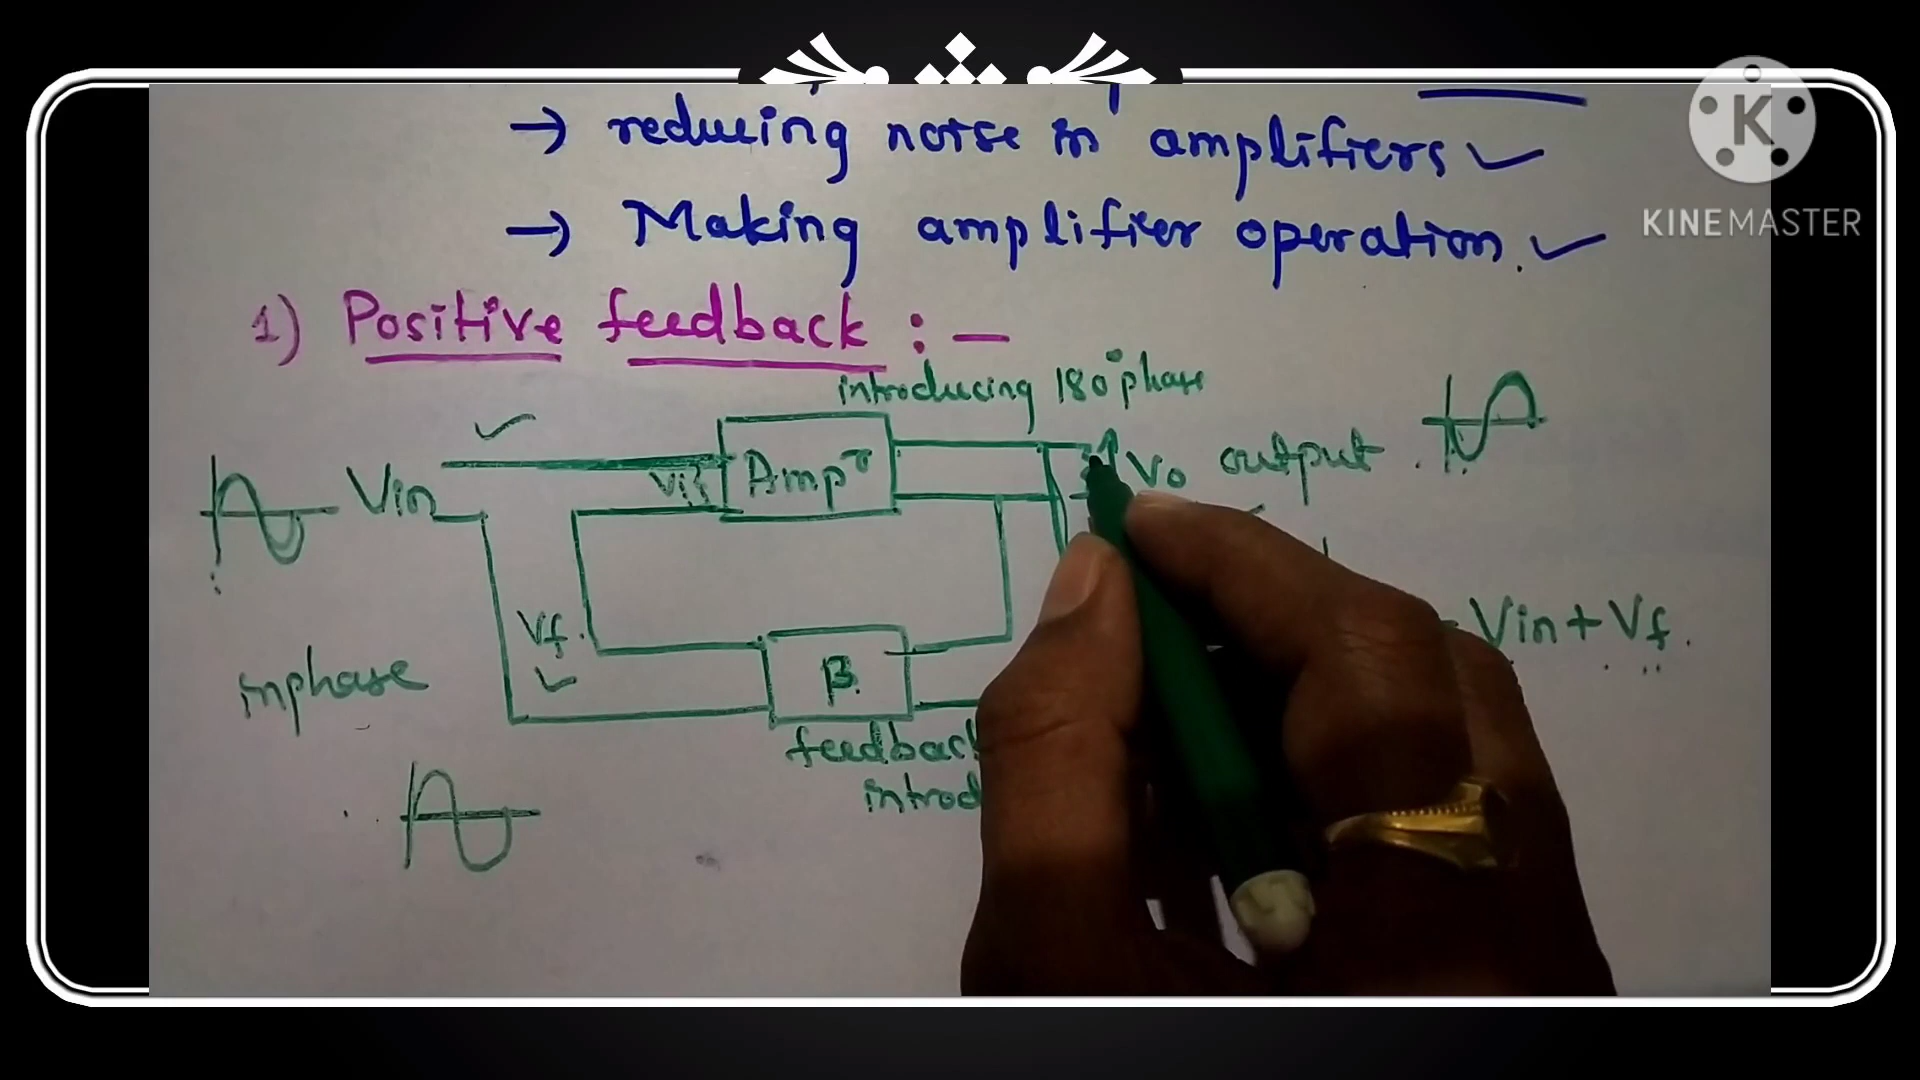 → reducing noise in amplifiers ✓
→ Making amplifier operation. ✓
1) Positive feedback : —
introducing 180° phase
Vin
Vi
Ampr
Vo output
Vf
β
= Vin + Vf.
inphase
feedback
introd
K
KINEMASTER